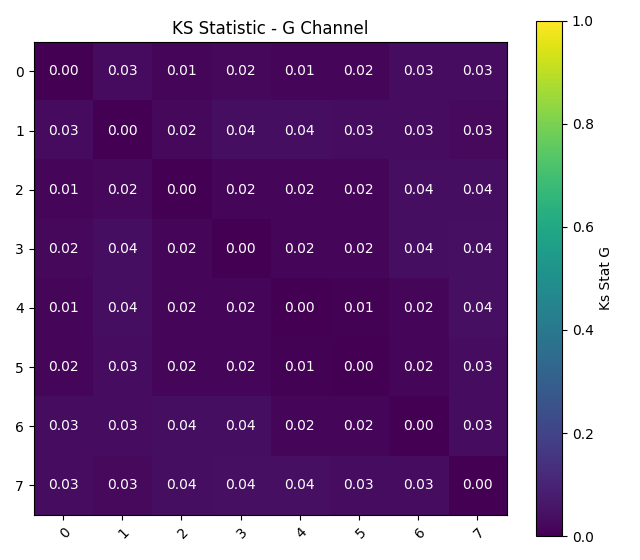 KS Statistic - G Channel
0 0.00 0.03 0.01 0.02 0.01 0.02 0.03 0.03
1 0.03 0.00 0.02 0.04 0.04 0.03 0.03 0.03
2 0.01 0.02 0.00 0.02 0.02 0.02 0.04 0.04
3 0.02 0.04 0.02 0.00 0.02 0.02 0.04 0.04
4 0.01 0.04 0.02 0.02 0.00 0.01 0.02 0.04
5 0.02 0.03 0.02 0.02 0.01 0.00 0.02 0.03
6 0.03 0.03 0.04 0.04 0.02 0.02 0.00 0.03
7 0.03 0.03 0.04 0.04 0.04 0.03 0.03 0.00
0 1 2 3 4 5 6 7
1.0
0.8
0.6
0.4
0.2
0.0
Ks Stat G